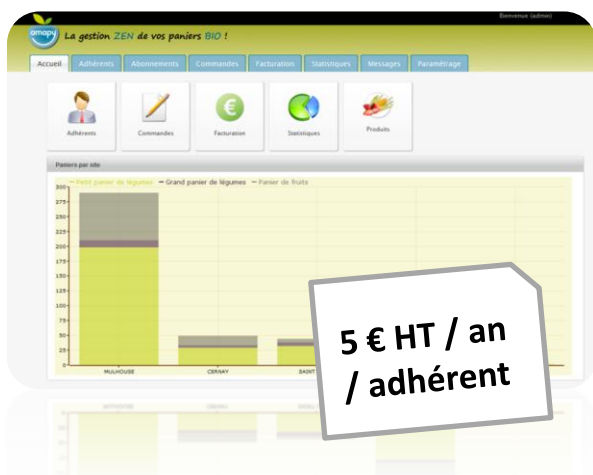 Bienvenue (admin)
amapy
La gestion ZEN de vos paniers BIO !
Accueil Adhérents Abonnements Commandes Facturation Statistiques Messages Paramétrage
Adhérents Commandes Facturation Statistiques Produits
Paniers par site
Petit panier de légumes Grand panier de légumes Panier de fruits
300
275
250
225
200
175
150
125
100
75
50
25
0
MULHOUSE CERNAY SAINT
5 € HT / an
/ adhérent